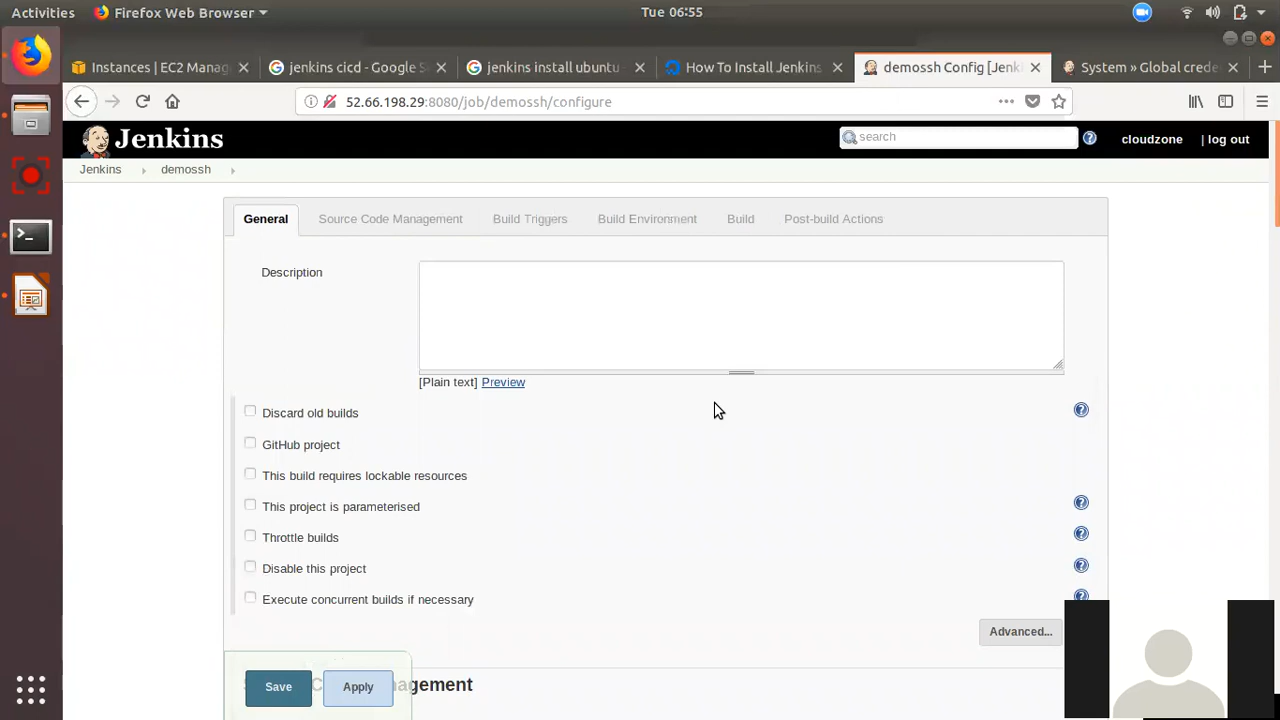 Activities Firefox Web Browser Tue 06:55
Instances | EC2 Manag jenkins cicd - Google S jenkins install ubuntu - How To Install Jenkins demossh Config [Jenk System » Global crede
52.66.198.29:8080/job/demossh/configure
Jenkins search cloudzone | log out
Jenkins demossh
General Source Code Management Build Triggers Build Environment Build Post-build Actions
Description
[Plain text] Preview
Discard old builds
GitHub project
This build requires lockable resources
This project is parameterised
Throttle builds
Disable this project
Execute concurrent builds if necessary
Advanced...
Save Apply agement